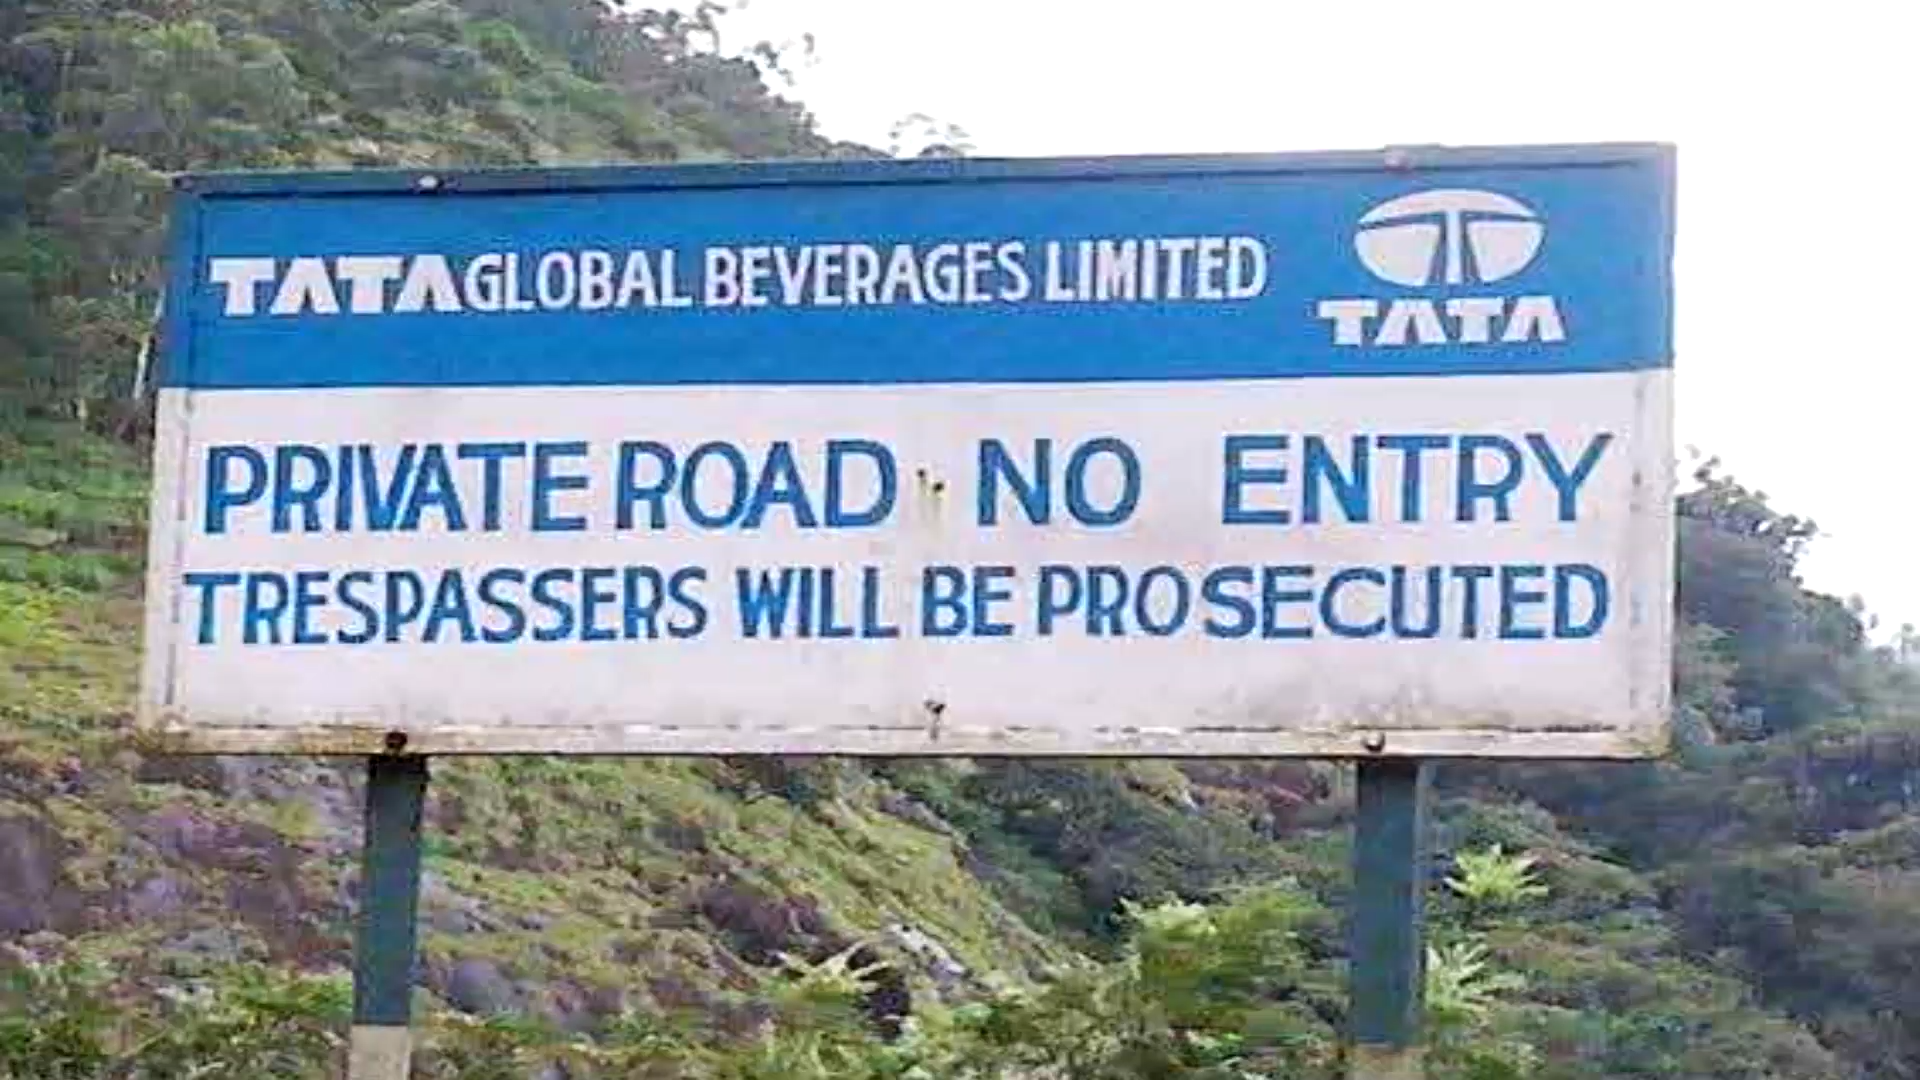 TATA GLOBAL BEVERAGES LIMITED
TATA
PRIVATE ROAD NO ENTRY
TRESPASSERS WILL BE PROSECUTED